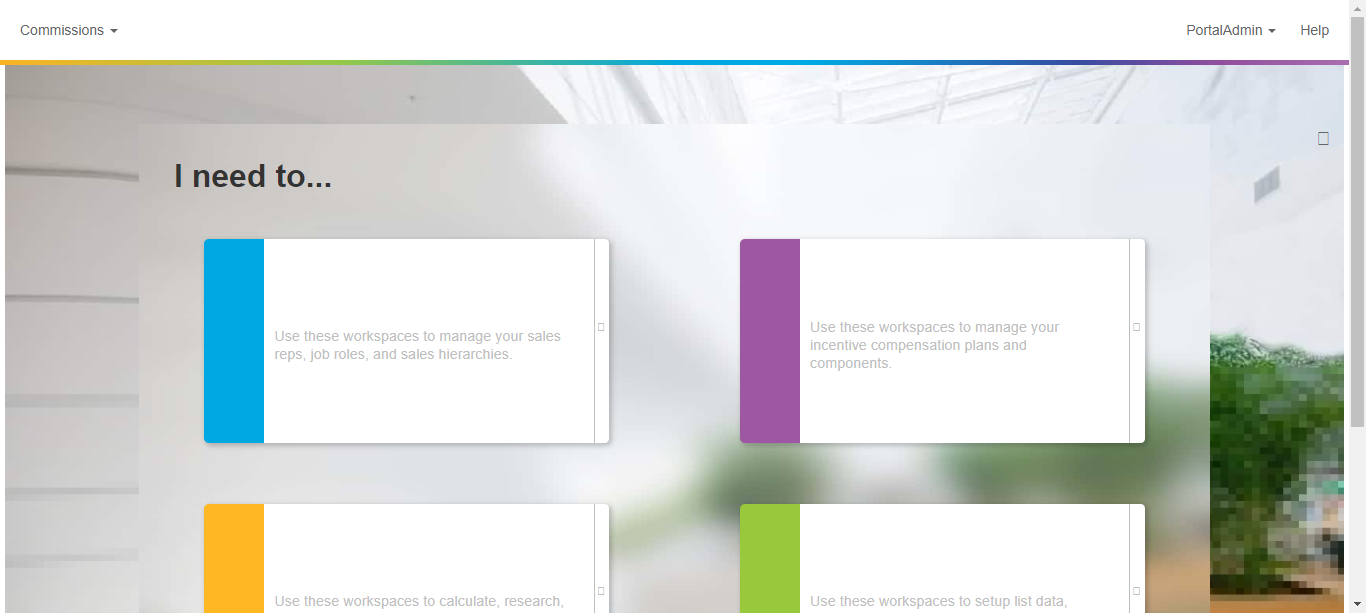 Commissions
PortalAdmin
Help
I need to...
Use these workspaces to manage your sales
reps, job roles, and sales hierarchies.
Use these workspaces to manage your
incentive compensation plans and
components.
Use these workspaces to calculate, research,
Use these workspaces to setup list data,